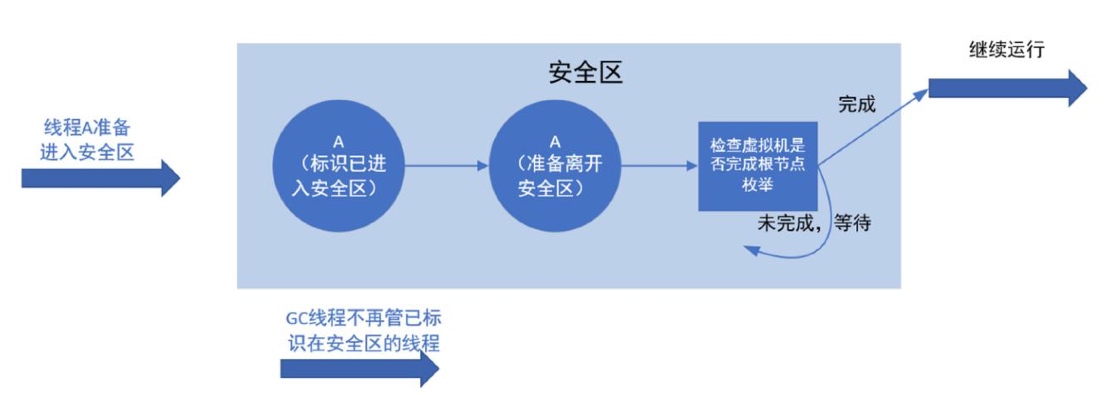 安全区
继续运行
线程A准备
进入安全区
A
（标识已进
入安全区）
A
（准备离开
安全区）
检查虚拟机是
否完成根节点
枚举
完成
未完成，等待
GC线程不再管已标
识在安全区的线程